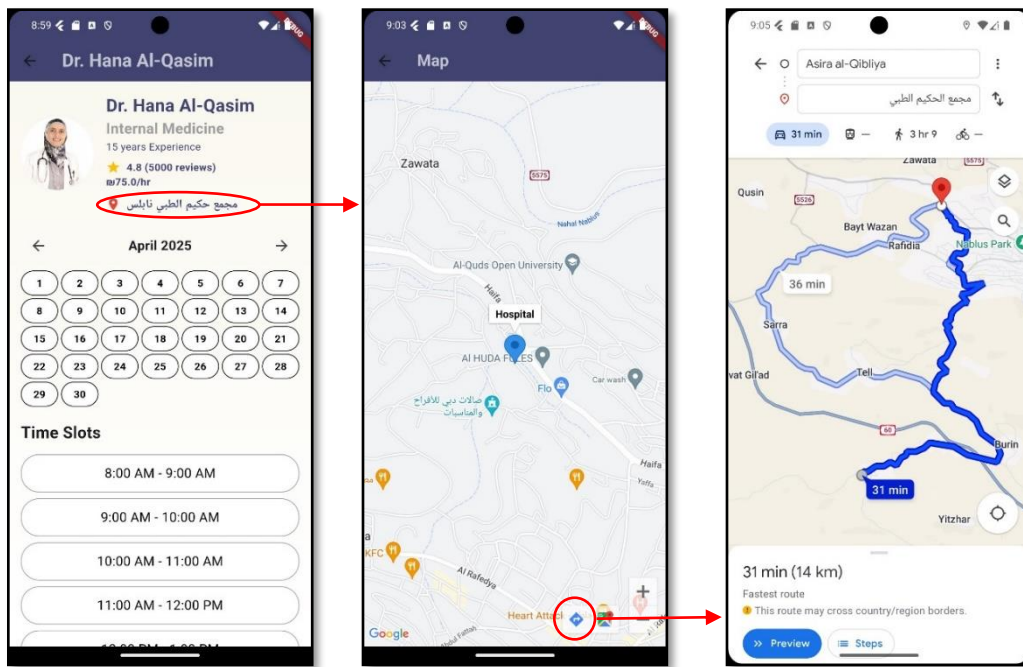 8:59
DEBUG
Dr. Hana Al-Qasim
Dr. Hana Al-Qasim
Internal Medicine
15 years Experience
4.8 (5000 reviews)
₪75.0/hr
مجمع حكيم الطبي نابلس
April 2025
1 2 3 4 5 6 7
8 9 10 11 12 13 14
15 16 17 18 19 20 21
22 23 24 25 26 27 28
29 30
Time Slots
8:00 AM - 9:00 AM
9:00 AM - 10:00 AM
10:00 AM - 11:00 AM
11:00 AM - 12:00 PM
9:03
Map
Zawata
5575
Nahal Nablus
Al-Quds Open University
Haifa
Hospital
Al HUDA
Flo
Car wash
صالات دبي للأفراح
والمناسبات
Haifa
Yaffa
KFC
Al Rafedya
Heart Attack
Google
Abdul Fattah
9:05
Asira al-Qibliya
مجمع الحكيم الطبي
31 min
—
3 hr 9
—
Zawata
5575
Qusin
5526
Bayt Wazan
Rafidia
Nablus Park
36 min
Sarra
vat Gil'ad
Tell
60
Burin
31 min
Yitzhar
31 min (14 km)
Fastest route
This route may cross country/region borders.
Preview
Steps